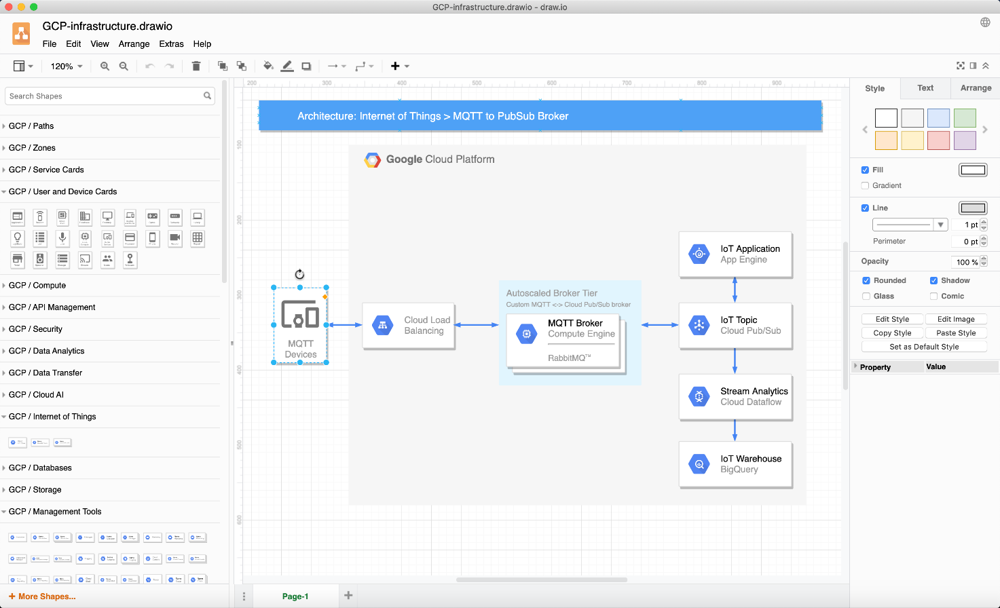 GCP-infrastructure.drawio - draw.io
GCP-infrastructure.drawio
File Edit View Arrange Extras Help
120%
Search Shapes
GCP / Paths
GCP / Zones
GCP / Service Cards
GCP / User and Device Cards
GCP / Compute
GCP / API Management
GCP / Security
GCP / Data Analytics
GCP / Data Transfer
GCP / Cloud AI
GCP / Internet of Things
GCP / Databases
GCP / Storage
GCP / Management Tools
+ More Shapes...
200 300 400 500 600 700 800 900
100
200
300
400
500
600
Architecture: Internet of Things > MQTT to PubSub Broker
Google Cloud Platform
MQTT
Devices
Cloud Load
Balancing
Autoscaled Broker Tier
Custom MQTT <-> Cloud Pub/Sub broker
MQTT Broker
Compute Engine
RabbitMQ™
IoT Application
App Engine
IoT Topic
Cloud Pub/Sub
Stream Analytics
Cloud Dataflow
IoT Warehouse
BigQuery
Page-1
Style Text Arrange
Fill
Gradient
Line
1 pt
Perimeter 0 pt
Opacity 100 %
Rounded Shadow
Glass Comic
Edit Style Edit Image
Copy Style Paste Style
Set as Default Style
Property Value